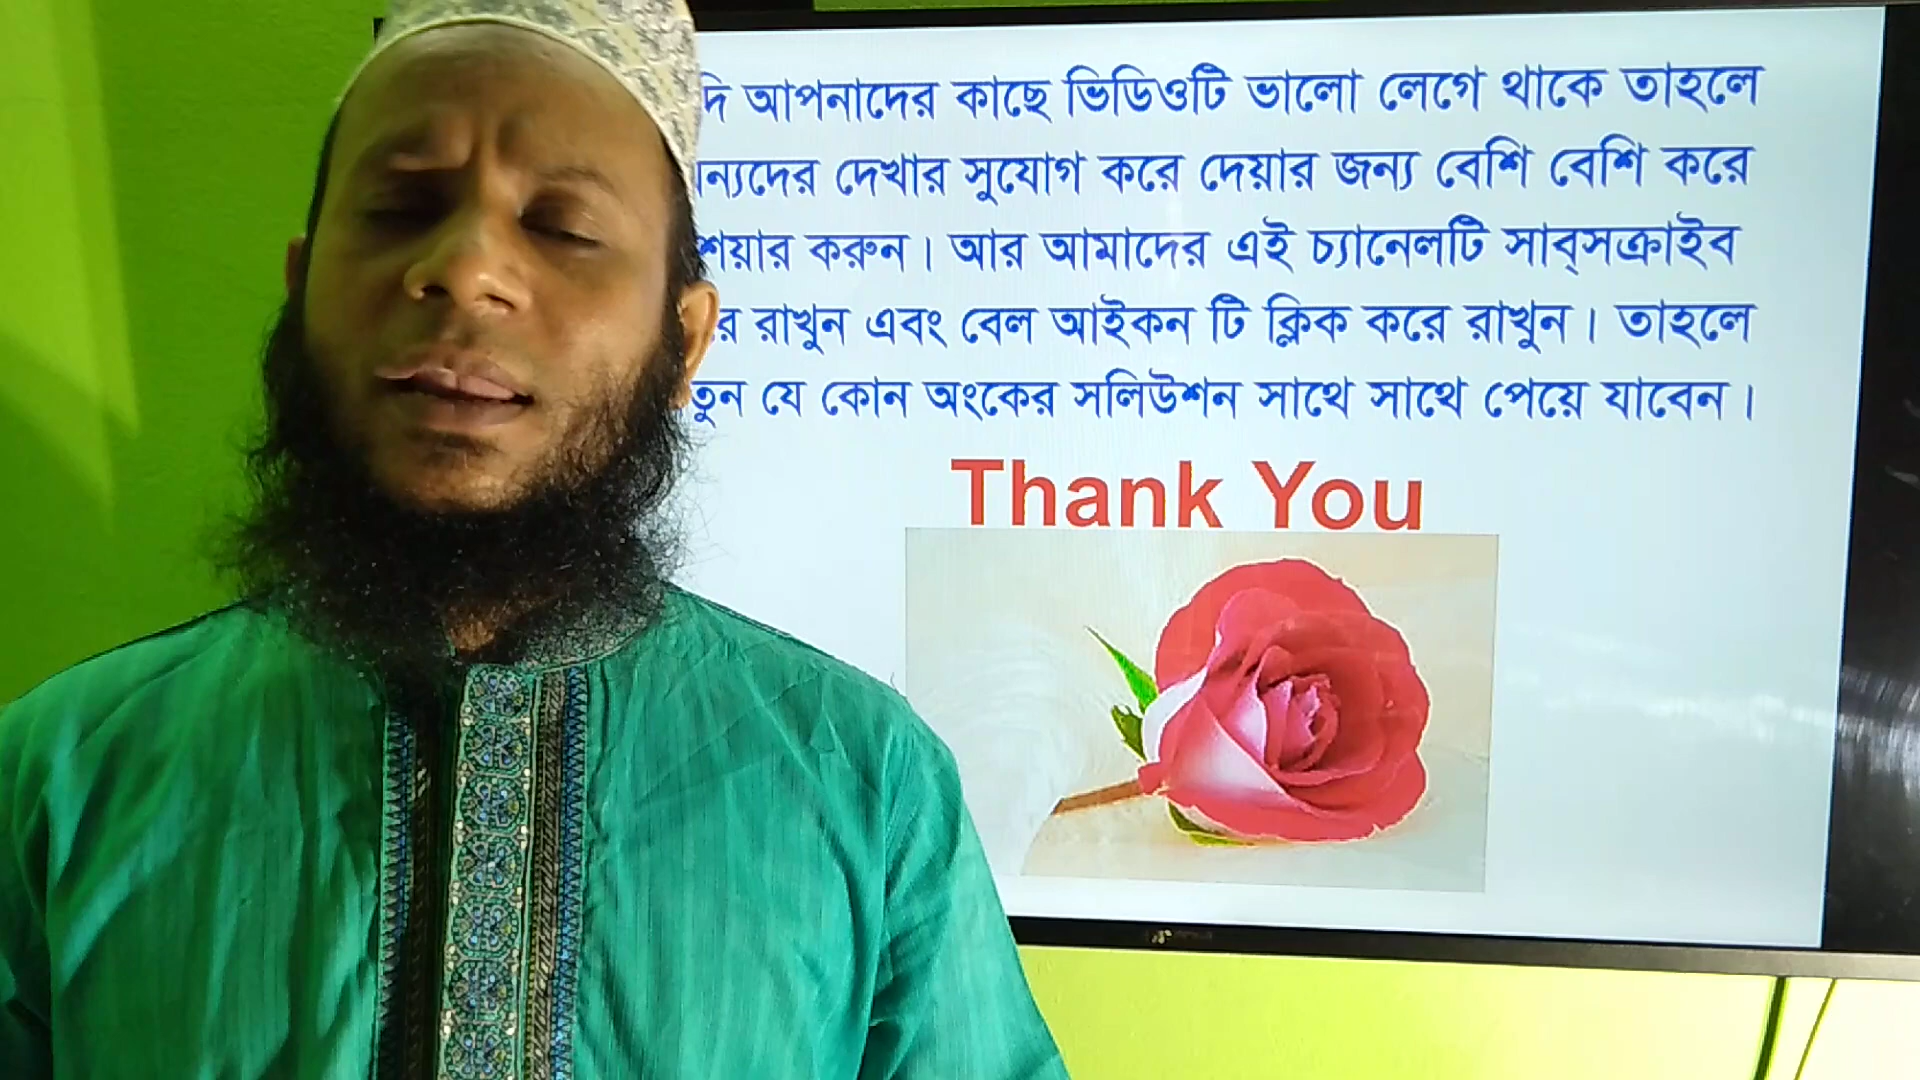 আপনাদের কাছে ভিডিওটি ভালো লেগে থাকে তাহলে
দেখার সুযোগ করে দেয়ার জন্য বেশি বেশি করে
শেয়ার করুন। আর আমাদের এই চ্যানেলটি সাব্সক্রাইব
রাখুন এবং বেল আইকন টি ক্লিক করে রাখুন। তাহলে
যে কোন অংকের সলিউশন সাথে সাথে পেয়ে যাবেন।
Thank You